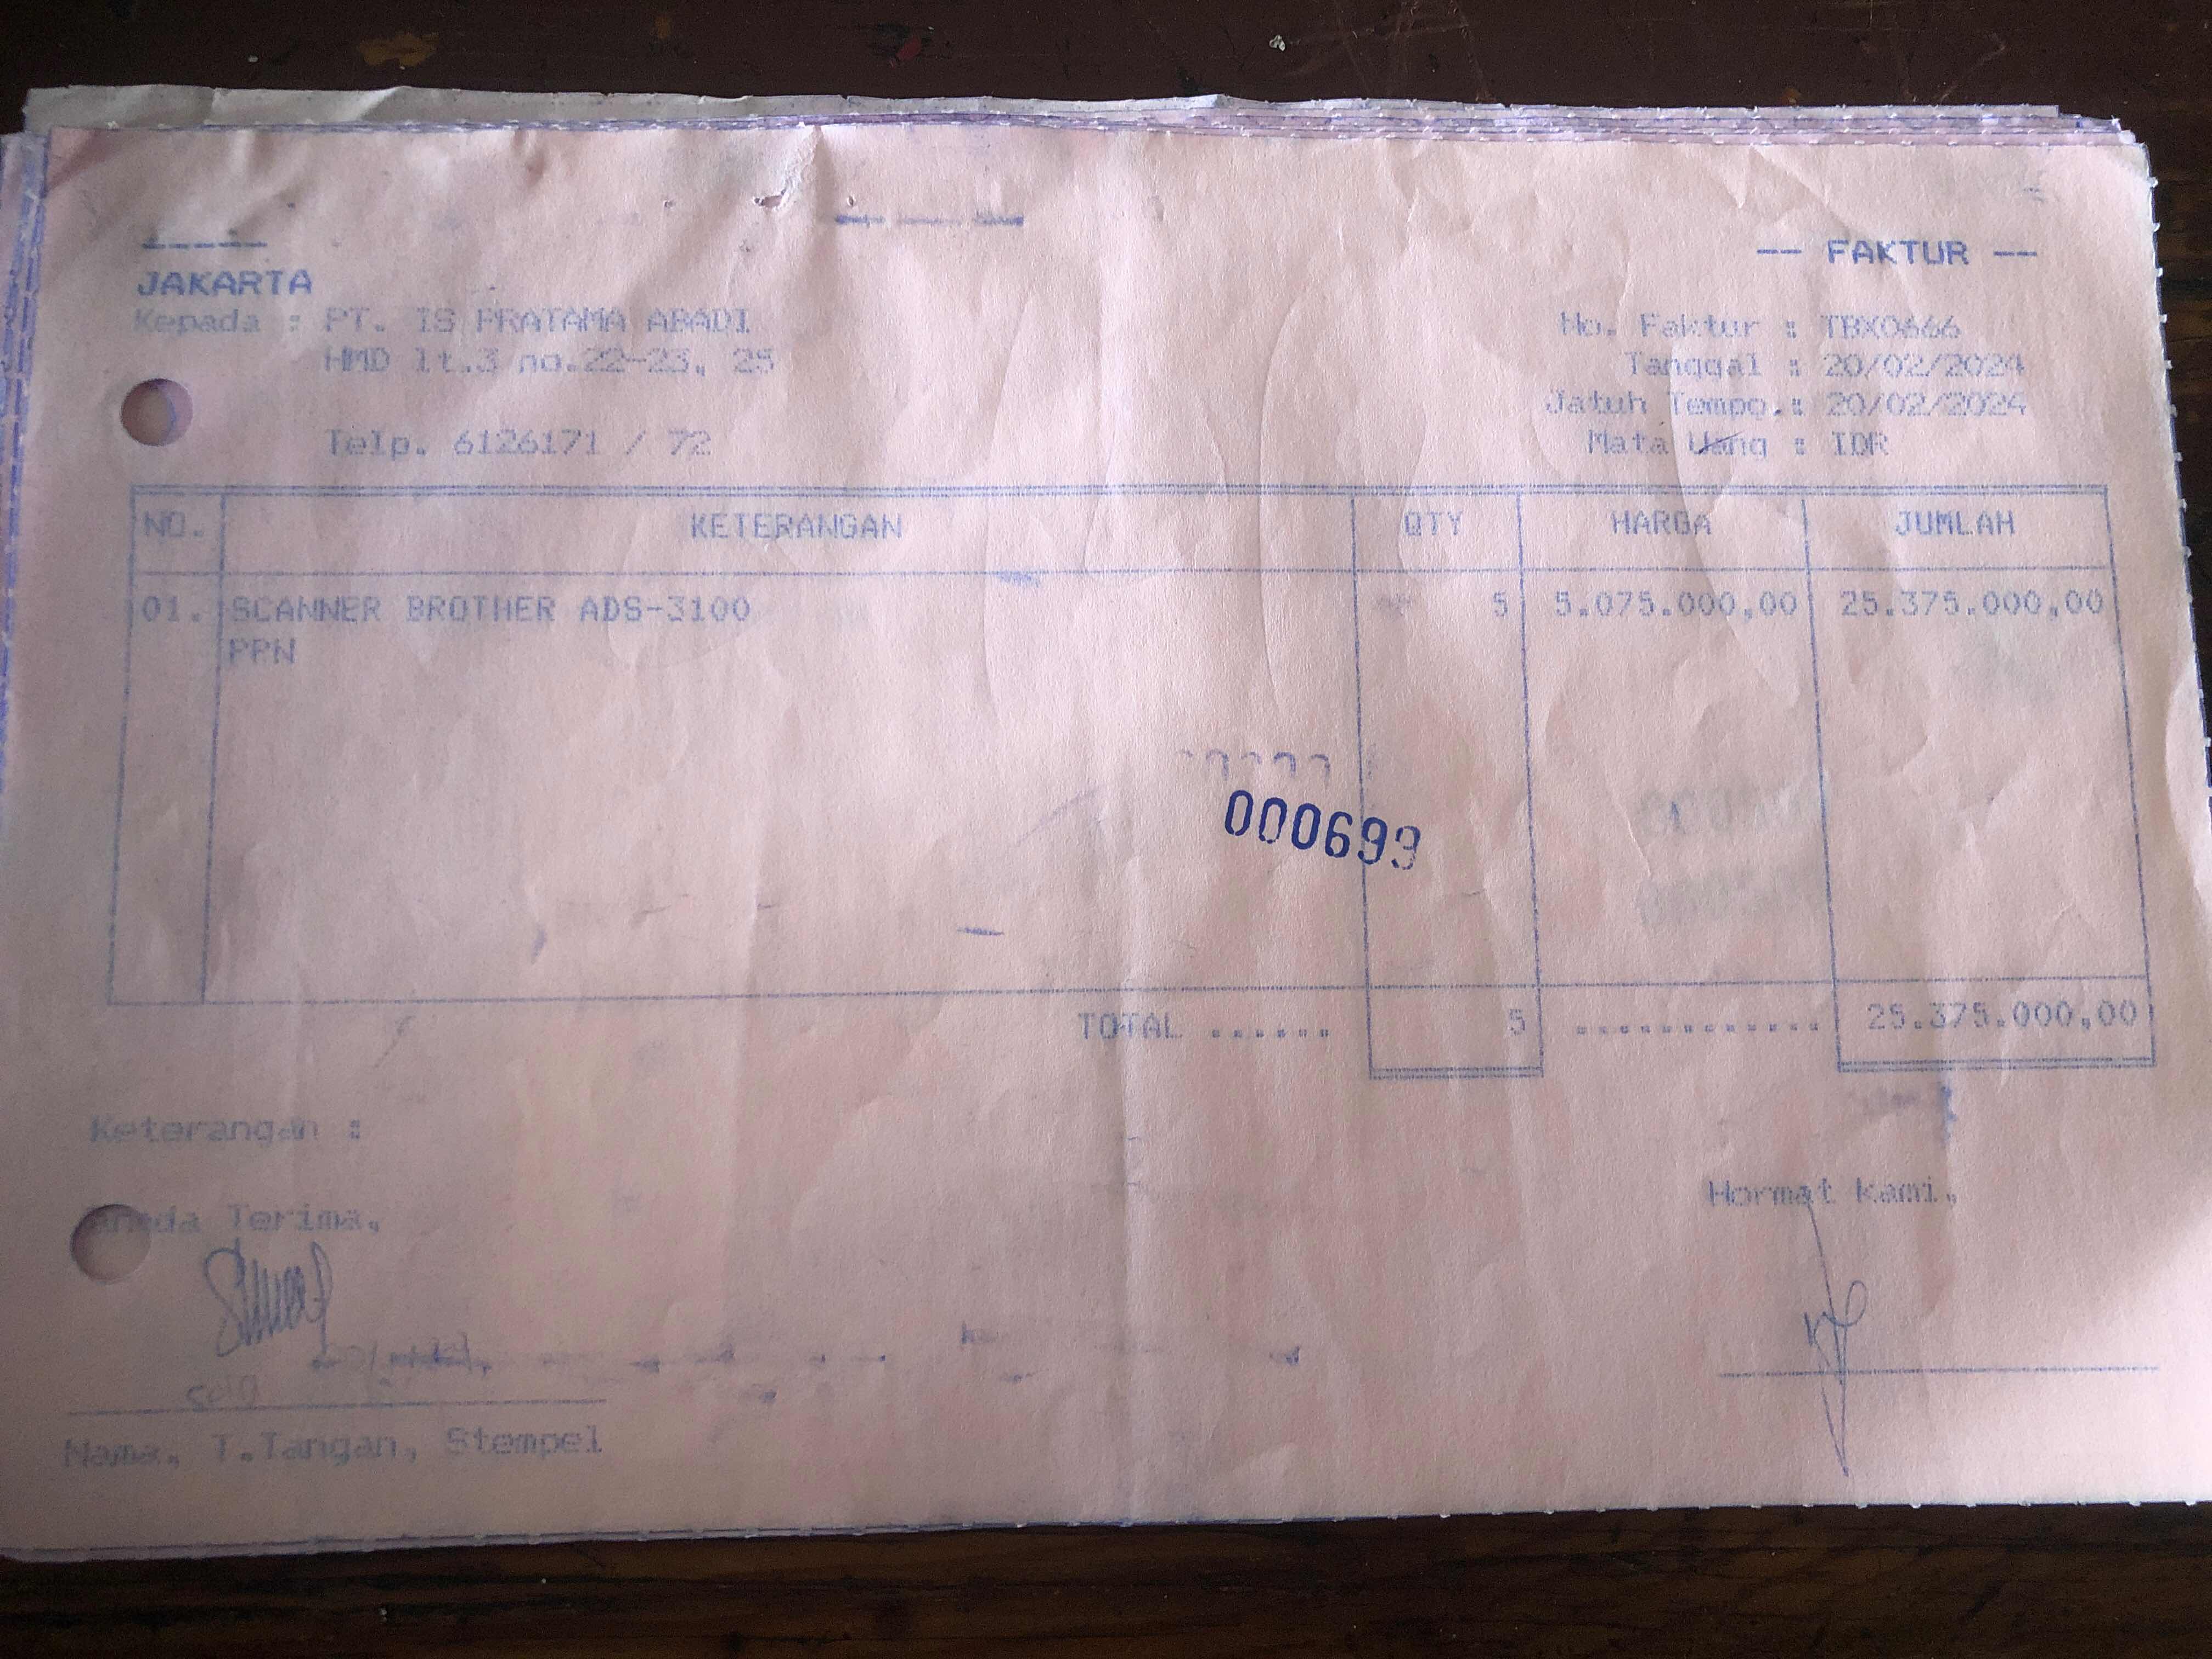 -- FAKTUR --
JAKARTA
Kepada : PT. IS PRATAMA ABADI
HMD lt.3 no.22-23, 25
Telp. 6126171 / 72
No. Faktur : TBX0666
Tanggal : 20/02/2024
Jatuh Tempo.: 20/02/2024
Mata Uang : IDR
NO. KETERANGAN QTY HARGA JUMLAH
01. SCANNER BROTHER ADS-3100 5 5.075.000,00 25.375.000,00
PPN
000699
TOTAL ...... 5 ............ 25.375.000,00
Keterangan :
Terima, Hormat Kami,
Nama, T.Tangan, Stempel